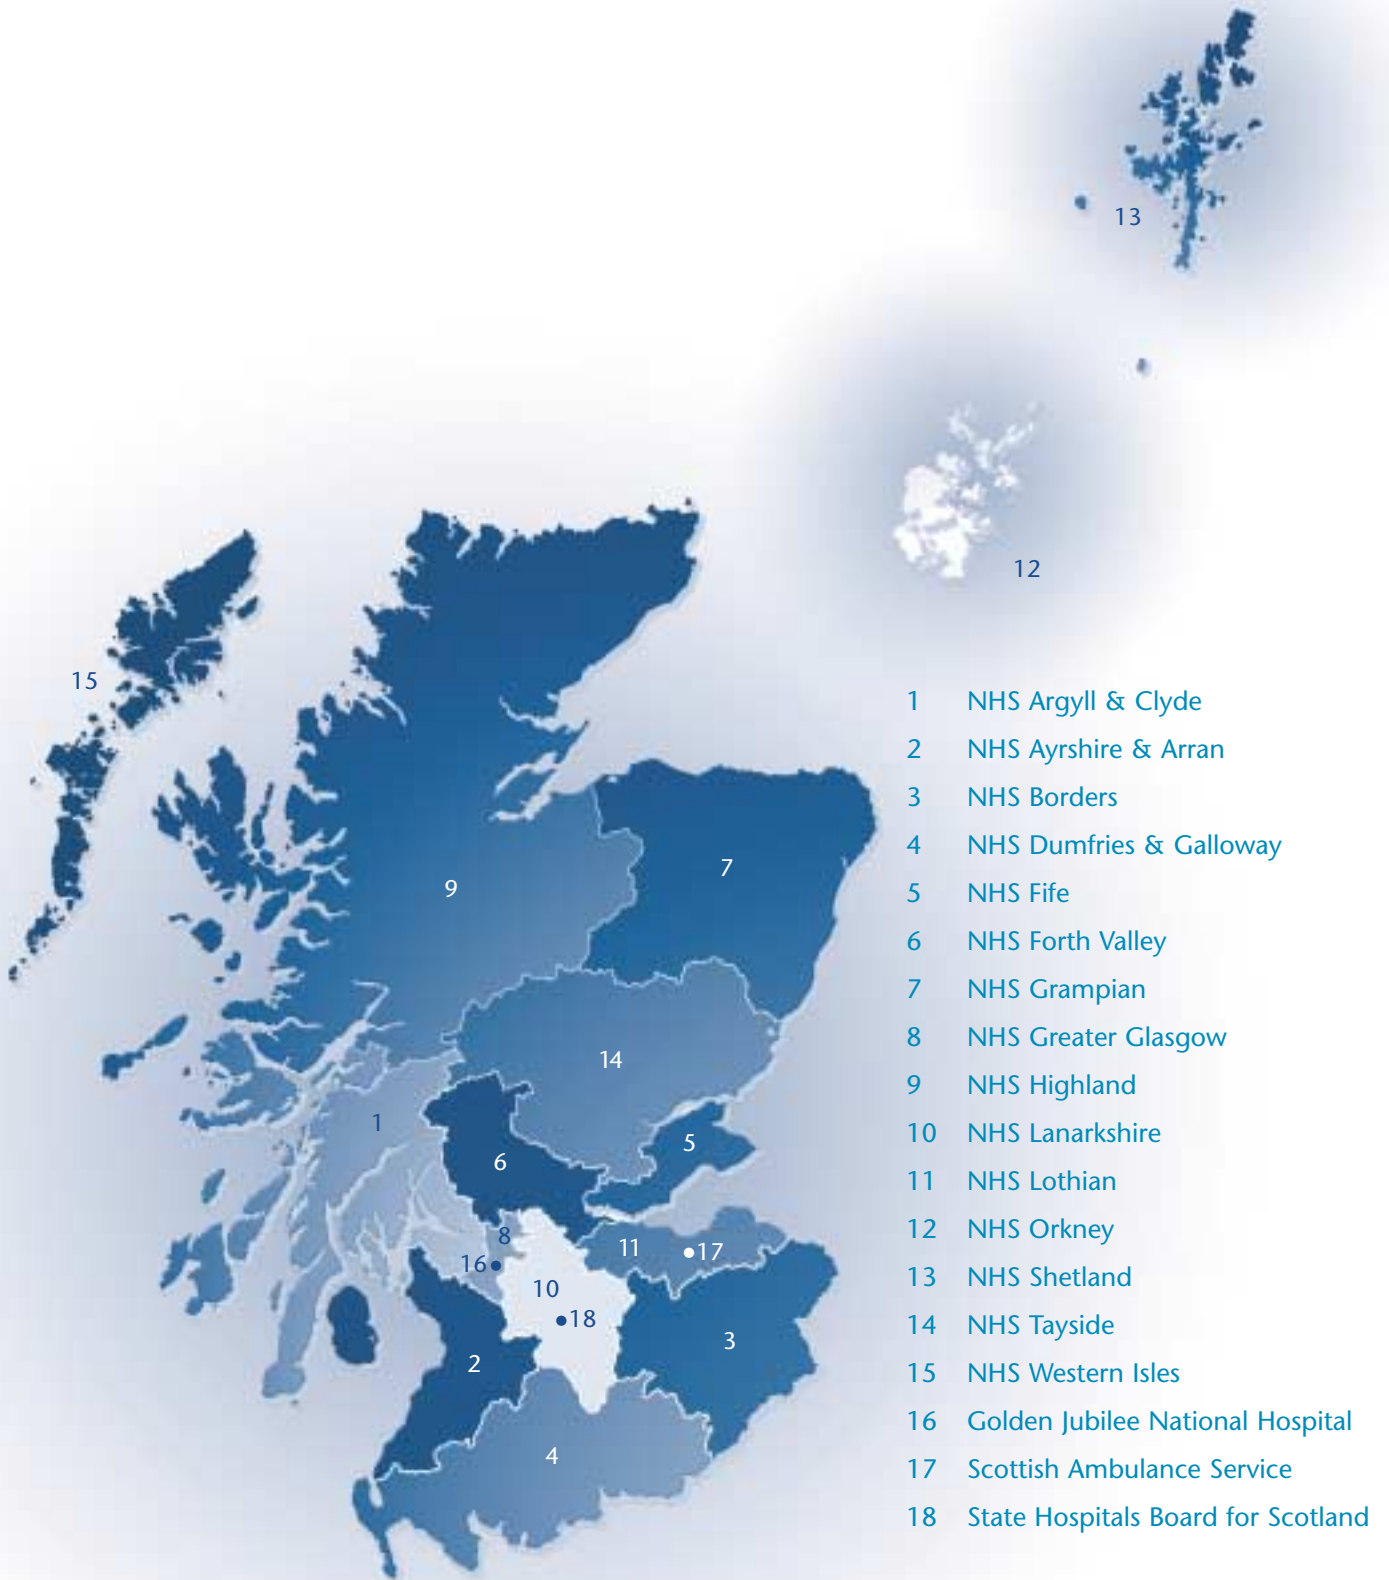 13
12
15
9
7
14
1
5
6
8
11
17
16
10
18
3
2
4
1 NHS Argyll & Clyde
2 NHS Ayrshire & Arran
3 NHS Borders
4 NHS Dumfries & Galloway
5 NHS Fife
6 NHS Forth Valley
7 NHS Grampian
8 NHS Greater Glasgow
9 NHS Highland
10 NHS Lanarkshire
11 NHS Lothian
12 NHS Orkney
13 NHS Shetland
14 NHS Tayside
15 NHS Western Isles
16 Golden Jubilee National Hospital
17 Scottish Ambulance Service
18 State Hospitals Board for Scotland